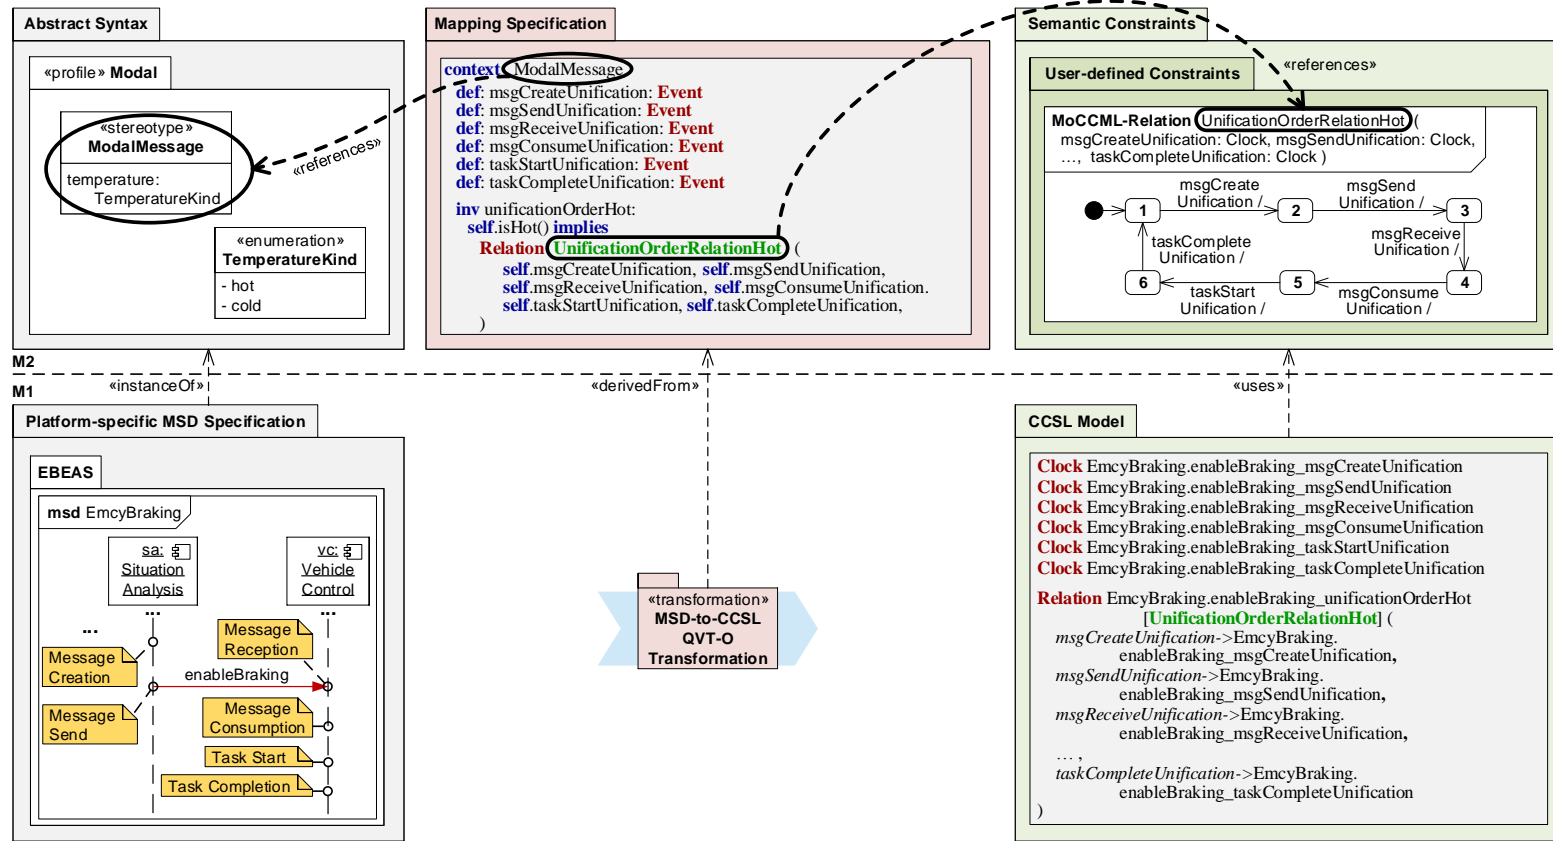 Abstract Syntax
«profile» Modal
«stereotype»
ModalMessage
temperature:
TemperatureKind
«enumeration»
TemperatureKind
- hot
- cold
«references»
Mapping Specification
context ModalMessage
def: msgCreateUnification: Event
def: msgSendUnification: Event
def: msgReceiveUnification: Event
def: msgConsumeUnification: Event
def: taskStartUnification: Event
def: taskCompleteUnification: Event
inv unificationOrderHot:
self.isHot() implies
Relation UnificationOrderRelationHot (
self.msgCreateUnification, self.msgSendUnification,
self.msgReceiveUnification, self.msgConsumeUnification.
self.taskStartUnification, self.taskCompleteUnification,
)
Semantic Constraints
«references»
User-defined Constraints
MoCCML-Relation UnificationOrderRelationHot (
msgCreateUnification: Clock, msgSendUnification: Clock,
…, taskCompleteUnification: Clock )
msgCreate
Unification /
msgSend
Unification /
1
2
3
taskComplete
Unification /
msgReceive
Unification /
6
5
4
taskStart
Unification /
msgConsume
Unification /
M2
M1
«instanceOf»
«derivedFrom»
«uses»
Platform-specific MSD Specification
EBEAS
msd EmcyBraking
sa:
Situation
Analysis
vc:
Vehicle
Control
...
...
...
Message
Creation
Message
Reception
enableBraking
Message
Send
Message
Consumption
Task Start
Task Completion
«transformation»
MSD-to-CCSL
QVT-O
Transformation
CCSL Model
Clock EmcyBraking.enableBraking_msgCreateUnification
Clock EmcyBraking.enableBraking_msgSendUnification
Clock EmcyBraking.enableBraking_msgReceiveUnification
Clock EmcyBraking.enableBraking_msgConsumeUnification
Clock EmcyBraking.enableBraking_taskStartUnification
Clock EmcyBraking.enableBraking_taskCompleteUnification
Relation EmcyBraking.enableBraking_unificationOrderHot
[UnificationOrderRelationHot] (
msgCreateUnification->EmcyBraking.
enableBraking_msgCreateUnification,
msgSendUnification->EmcyBraking.
enableBraking_msgSendUnification,
msgReceiveUnification->EmcyBraking.
enableBraking_msgReceiveUnification,
… ,
taskCompleteUnification->EmcyBraking.
enableBraking_taskCompleteUnification
)